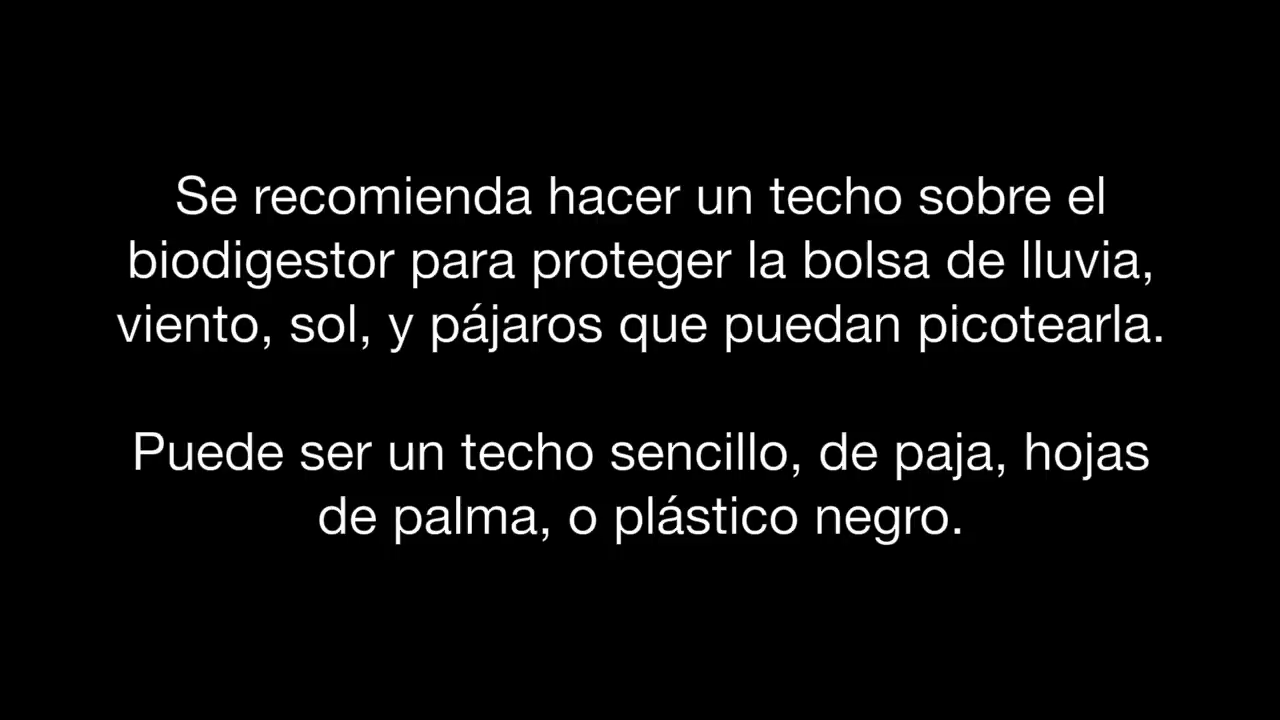 Se recomienda hacer un techo sobre el
biodigestor para proteger la bolsa de lluvia,
viento, sol, y pájaros que puedan picotearla.
Puede ser un techo sencillo, de paja, hojas
de palma, o plástico negro.